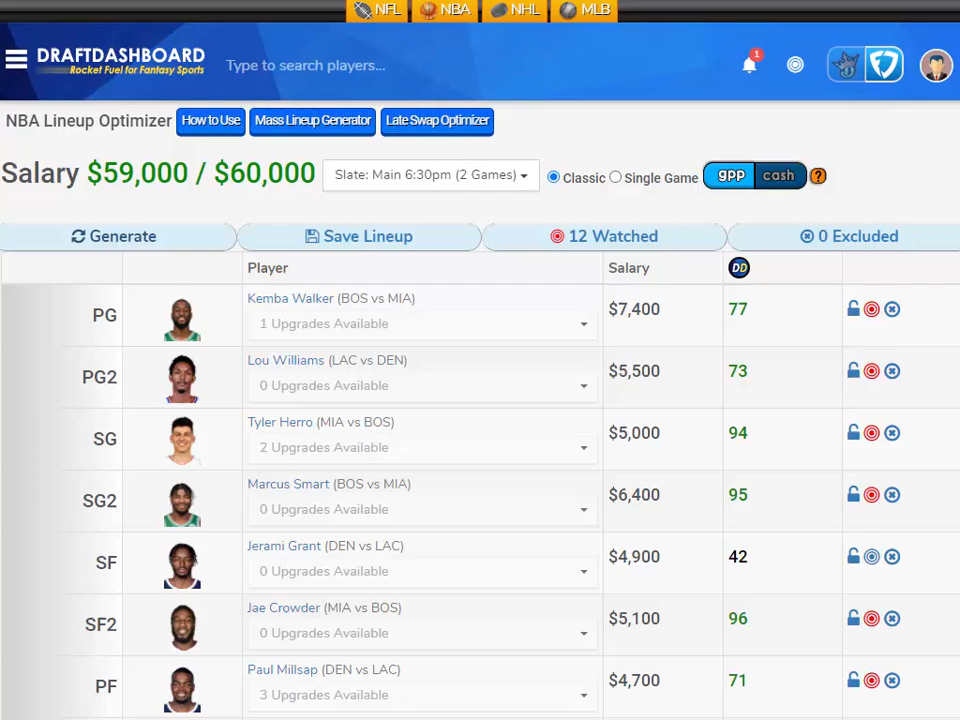 NFL NBA NHL MLB
DRAFTDASHBOARD
Rocket Fuel for Fantasy Sports
Type to search players...
1
NBA Lineup Optimizer How to Use Mass Lineup Generator Late Swap Optimizer
Salary $59,000 / $60,000 Slate: Main 6:30pm (2 Games) Classic Single Game gpp cash ?
Generate Save Lineup 12 Watched 0 Excluded
Player Salary DD
PG Kemba Walker (BOS vs MIA) $7,400 77
1 Upgrades Available
PG2 Lou Williams (LAC vs DEN) $5,500 73
0 Upgrades Available
SG Tyler Herro (MIA vs BOS) $5,000 94
2 Upgrades Available
SG2 Marcus Smart (BOS vs MIA) $6,400 95
0 Upgrades Available
SF Jerami Grant (DEN vs LAC) $4,900 42
0 Upgrades Available
SF2 Jae Crowder (MIA vs BOS) $5,100 96
0 Upgrades Available
PF Paul Millsap (DEN vs LAC) $4,700 71
3 Upgrades Available